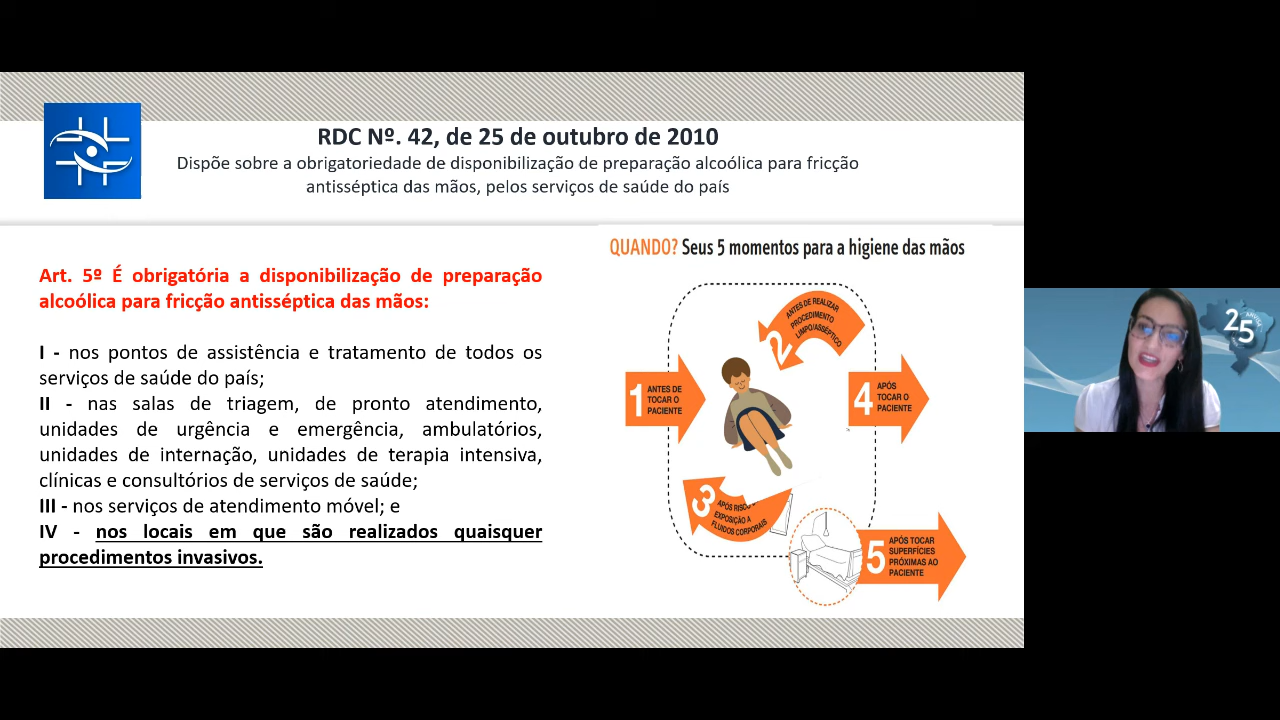 RDC Nº. 42, de 25 de outubro de 2010
Dispõe sobre a obrigatoriedade de disponibilização de preparação alcoólica para fricção
antisséptica das mãos, pelos serviços de saúde do país
Art. 5º É obrigatória a disponibilização de preparação
alcoólica para fricção antisséptica das mãos:
I - nos pontos de assistência e tratamento de todos os
serviços de saúde do país;
II - nas salas de triagem, de pronto atendimento,
unidades de urgência e emergência, ambulatórios,
unidades de internação, unidades de terapia intensiva,
clínicas e consultórios de serviços de saúde;
III - nos serviços de atendimento móvel; e
IV - nos locais em que são realizados quaisquer
procedimentos invasivos.
QUANDO? Seus 5 momentos para a higiene das mãos
1
ANTES DE
TOCAR O
PACIENTE
2
ANTES DE REALIZAR
PROCEDIMENTO
LIMPO/ASSÉPTICO
3
APÓS RISCO
EXPOSIÇÃO A
FLUIDOS CORPORAIS
4
APÓS
TOCAR O
PACIENTE
5
APÓS TOCAR
SUPERFÍCIES
PRÓXIMAS AO
PACIENTE
25